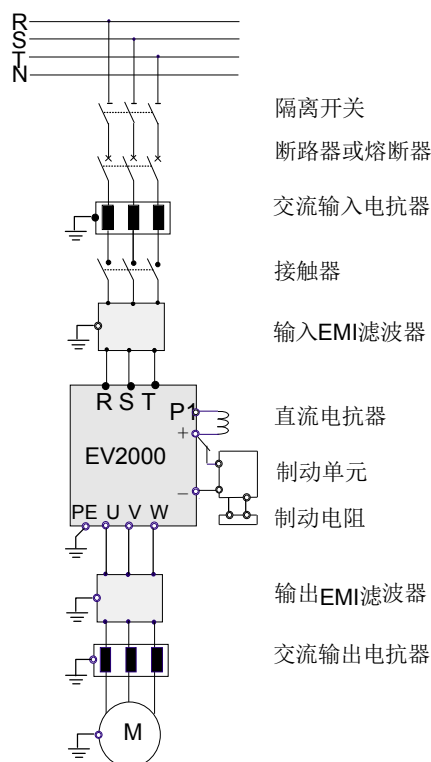 R
S
T
N
隔离开关
断路器或熔断器
交流输入电抗器
接触器
输入EMI滤波器
R S T
P1
直流电抗器
+
EV2000
制动单元
−
PE U V W
制动电阻
输出EMI滤波器
交流输出电抗器
M